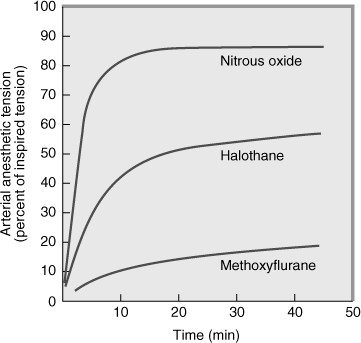 Arterial anesthetic tension
(percent of inspired tension)
100
90
80
70
60
50
40
30
20
10
0
Nitrous oxide
Halothane
Methoxyflurane
10
20
30
40
50
Time (min)